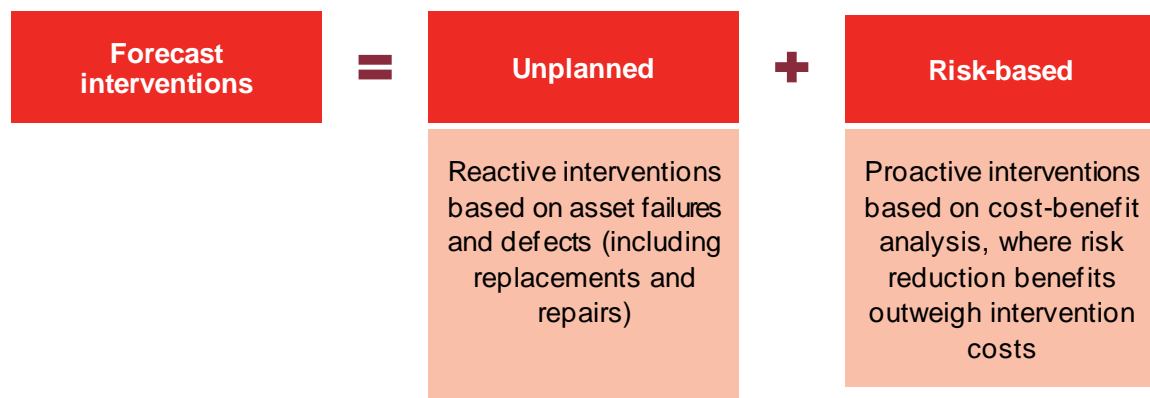 Forecast
interventions
=
Unplanned
+
Risk-based
Reactive interventions
based on asset failures
and defects (including
replacements and
repairs)
Proactive interventions
based on cost-benefit
analysis, where risk
reduction benefits
outweigh intervention
costs